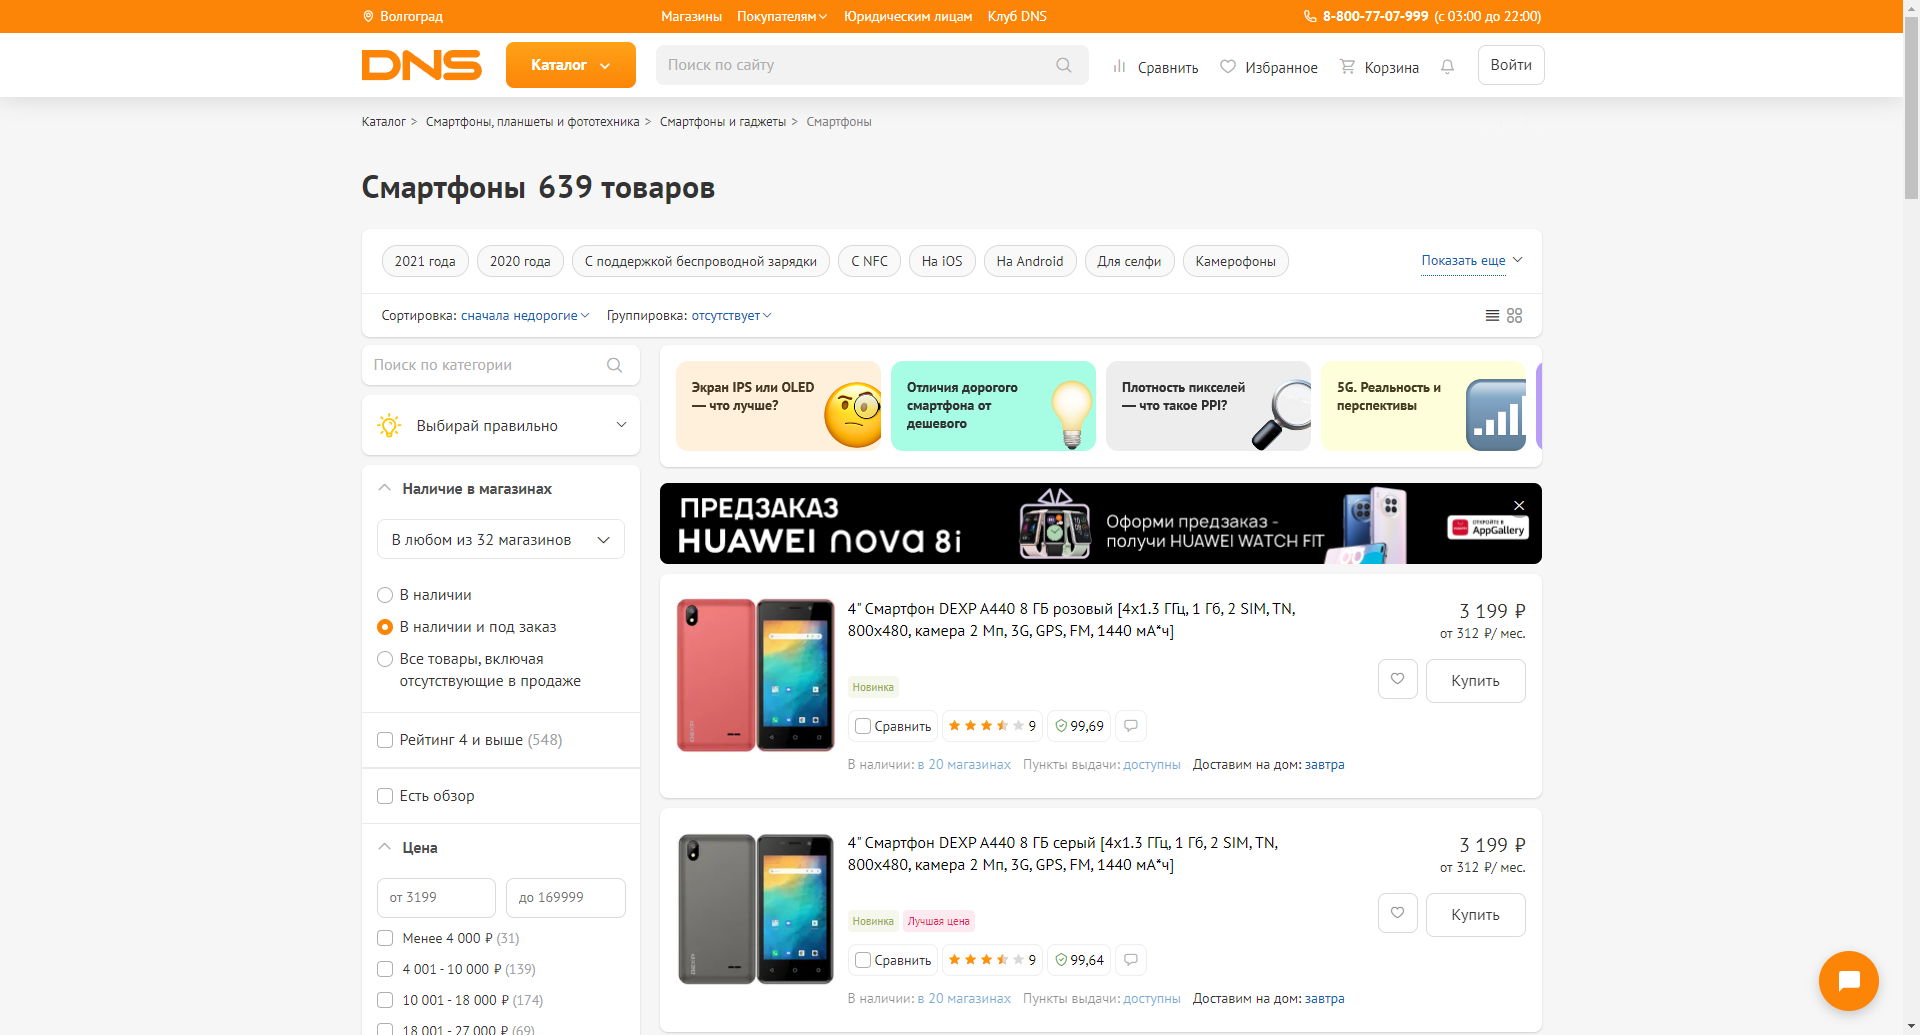 Волгоград
Магазины Покупателям Юридическим лицам Клуб DNS
8-800-77-07-999 (с 03:00 до 22:00)
DNS
Каталог
Поиск по сайту
Сравнить
Избранное
Корзина
Войти
Каталог > Смартфоны, планшеты и фототехника > Смартфоны и гаджеты > Смартфоны
Смартфоны 639 товаров
2021 года
2020 года
С поддержкой беспроводной зарядки
С NFC
На iOS
На Android
Для селфи
Камерофоны
Показать еще
Сортировка: сначала недорогие
Группировка: отсутствует
Поиск по категории
Выбирай правильно
Наличие в магазинах
В любом из 32 магазинов
В наличии
В наличии и под заказ
Все товары, включая
отсутствующие в продаже
Рейтинг 4 и выше (548)
Есть обзор
Цена
от 3199
до 169999
Менее 4 000 ₽ (31)
4 001 - 10 000 ₽ (139)
10 001 - 18 000 ₽ (174)
18 001 - 27 000 ₽ (69)
Экран IPS или OLED
— что лучше?
Отличия дорогого
смартфона от
дешевого
Плотность пикселей
— что такое PPI?
5G. Реальность и
перспективы
ПРЕДЗАКАЗ
HUAWEI nova 8i
Оформи предзаказ -
получи HUAWEI WATCH FIT
ОТКРОЙТЕ В
AppGallery
4" Смартфон DEXP A440 8 ГБ розовый [4x1.3 ГГц, 1 Гб, 2 SIM, TN,
800x480, камера 2 Мп, 3G, GPS, FM, 1440 мА*ч]
3 199 ₽
от 312 ₽/ мес.
Купить
Новинка
Сравнить
9
99,69
В наличии: в 20 магазинах
Пункты выдачи: доступны
Доставим на дом: завтра
DEXP
4" Смартфон DEXP A440 8 ГБ серый [4x1.3 ГГц, 1 Гб, 2 SIM, TN,
800x480, камера 2 Мп, 3G, GPS, FM, 1440 мА*ч]
3 199 ₽
от 312 ₽/ мес.
Купить
Новинка
Лучшая цена
Сравнить
9
99,64
В наличии: в 20 магазинах
Пункты выдачи: доступны
Доставим на дом: завтра
DEXP